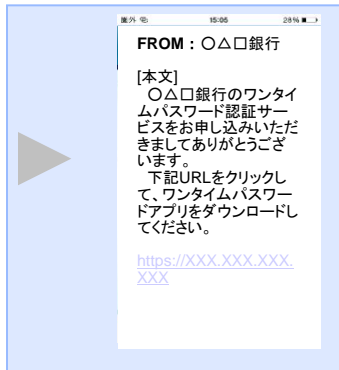 圏外 15:05 28%
FROM：〇△□銀行
[本文]
　〇△□銀行のワンタイ
ムパスワード認証サー
ビスをお申し込みいただ
きましてありがとうござ
います。
　下記URLをクリックし
て、ワンタイムパスワー
ドアプリをダウンロードし
てください。
https://XXX.XXX.XXX.
XXX